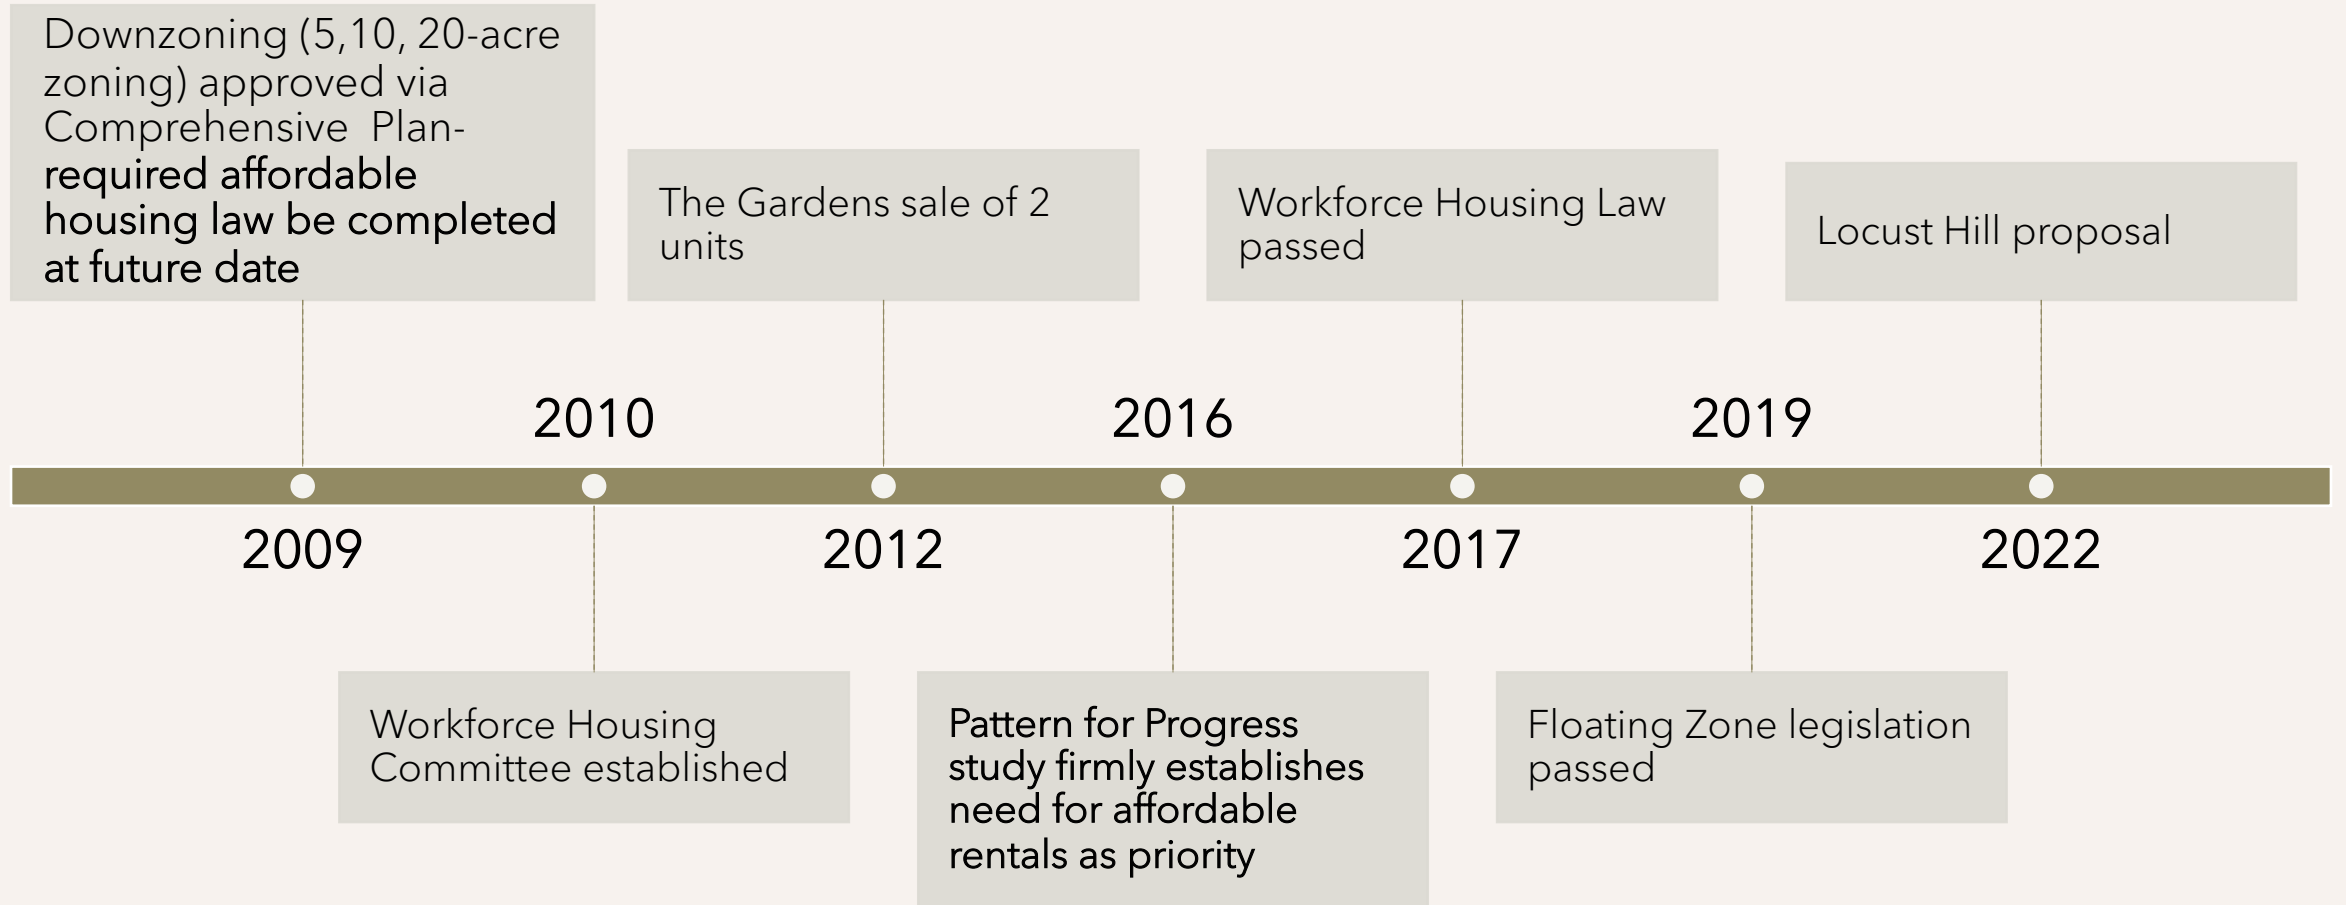 Downzoning (5,10, 20-acre
zoning) approved via
Comprehensive  Plan-
required affordable
housing law be completed
at future date
The Gardens sale of 2
units
Workforce Housing Law
passed
Locust Hill proposal
2010
2016
2019
2009
2012
2017
2022
Workforce Housing
Committee established
Pattern for Progress
study firmly establishes
need for affordable
rentals as priority
Floating Zone legislation
passed